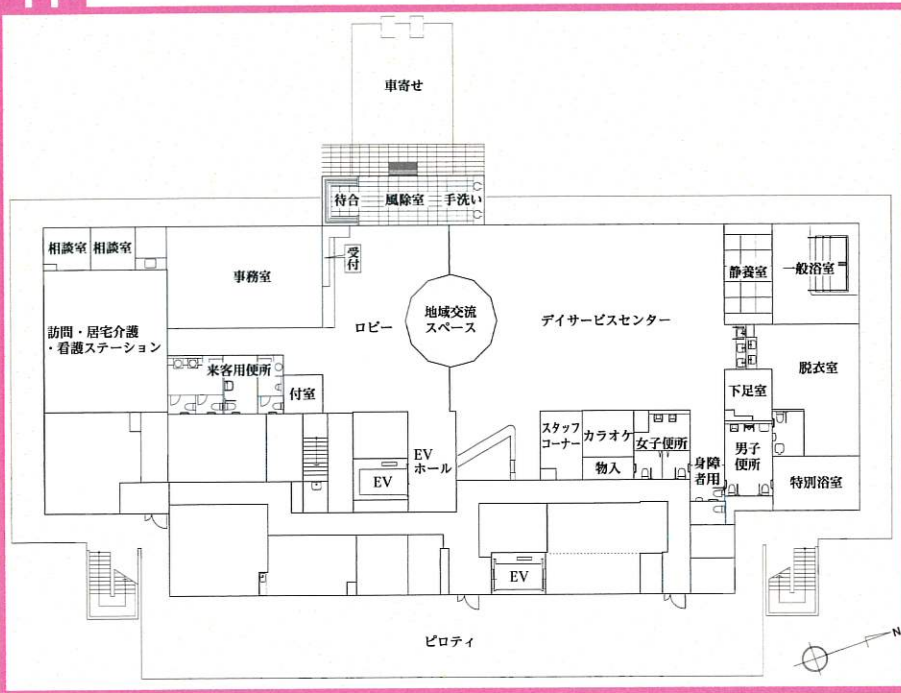 車寄せ
待合
風除室
手洗い
相談室
相談室
事務室
受付
静養室
一般浴室
地域交流
スペース
ロビー
デイサービスセンター
訪問・居宅介護
・看護ステーション
来客用便所
付室
脱衣室
下足室
スタッフ
コーナー
カラオケ
女子便所
男子
便所
EV
ホール
物入
身障
者用
特別浴室
EV
EV
ピロティ
N